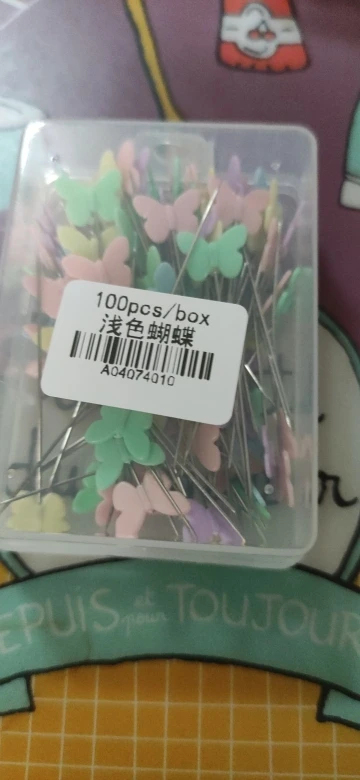 100pcs/box
浅色蝴蝶
A04074010
EPUIS et pour TOUJOUR